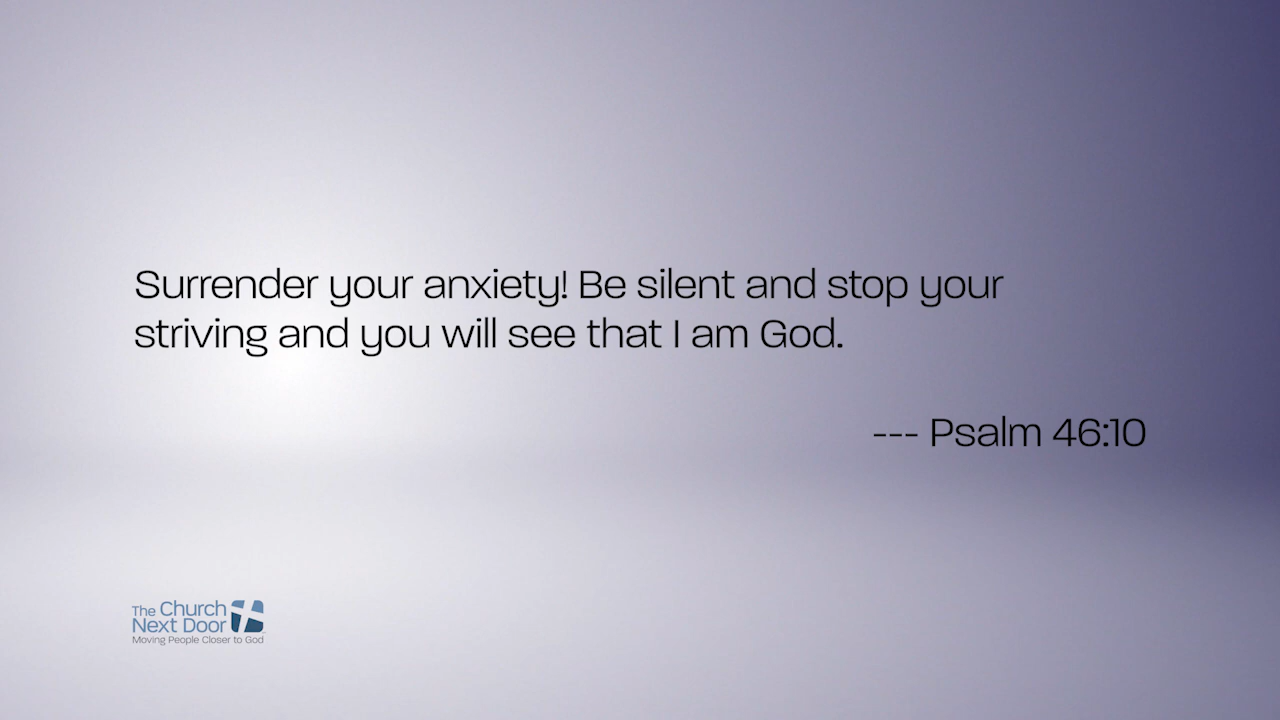 Surrender your anxiety! Be silent and stop your
striving and you will see that I am God.
--- Psalm 46:10
The Church
Next Door
Moving People Closer to God